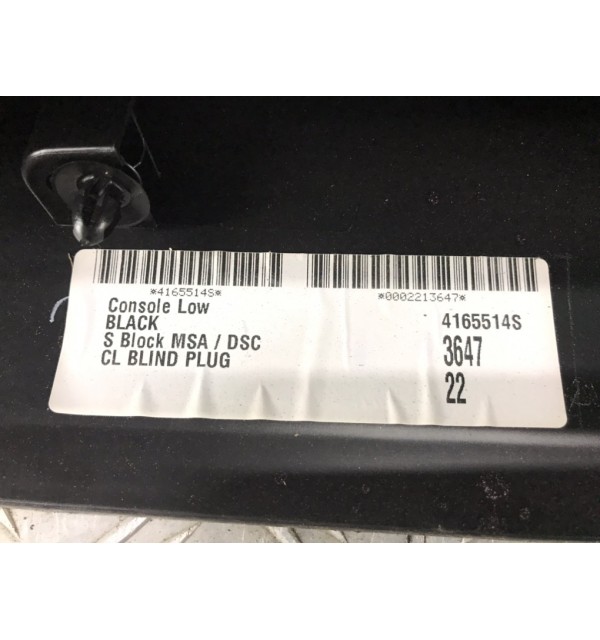 *4165514S* *0002213647*
Console Low
BLACK 4165514S
S Block MSA / DSC 3647
CL BLIND PLUG 22